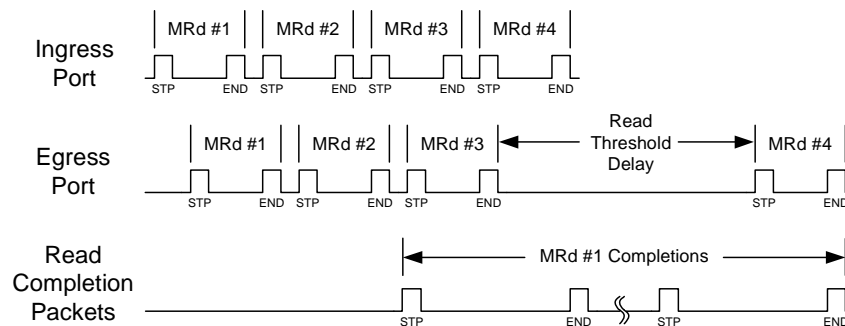 MRd #1 MRd #2 MRd #3 MRd #4
Ingress
Port
STP END STP END STP END STP END
MRd #1 MRd #2 MRd #3 Read
Threshold
Delay MRd #4
Egress
Port
STP END STP END STP END STP END
Read
Completion
Packets
MRd #1 Completions
STP END STP END